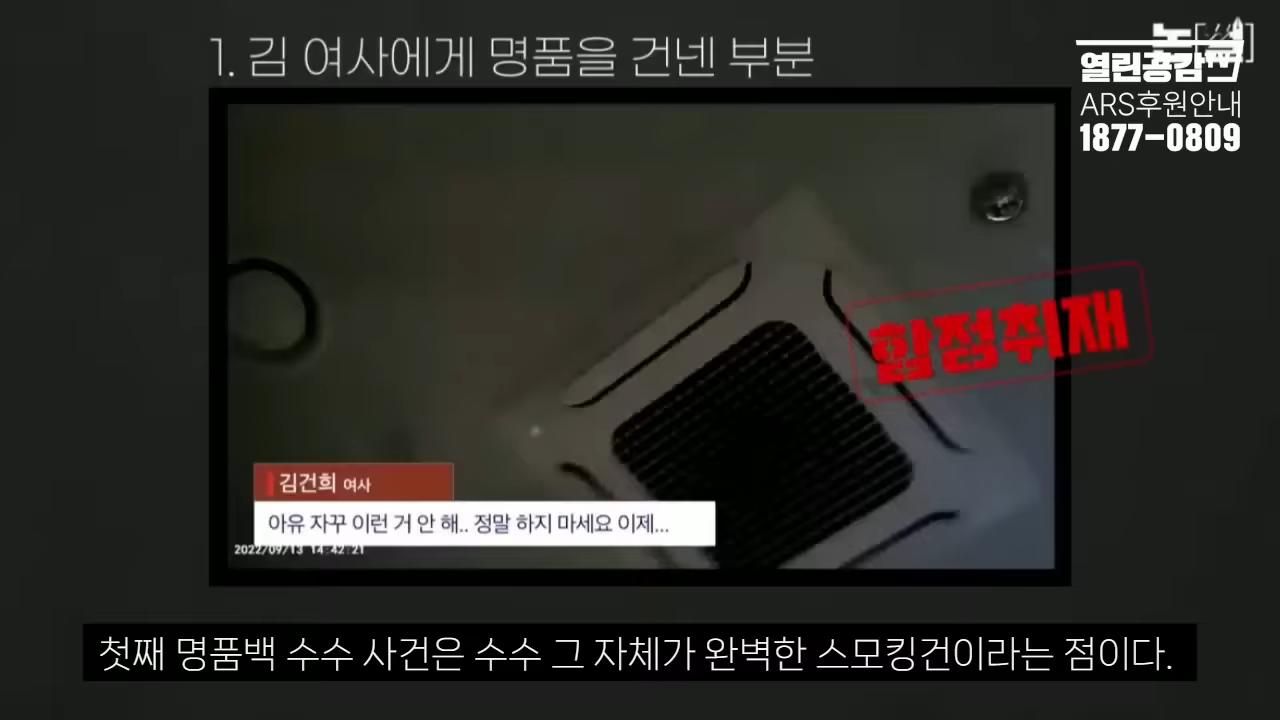 1. 김 여사에게 명품을 건넨 부분
열린공감TV
ARS후원안내
1877-0809
함정취재
김건희 여사
아유 자꾸 이런 거 안 해.. 정말 하지 마세요 이제...
2022/09/13 14:42:21
첫째 명품백 수수 사건은 수수 그 자체가 완벽한 스모킹건이라는 점이다.